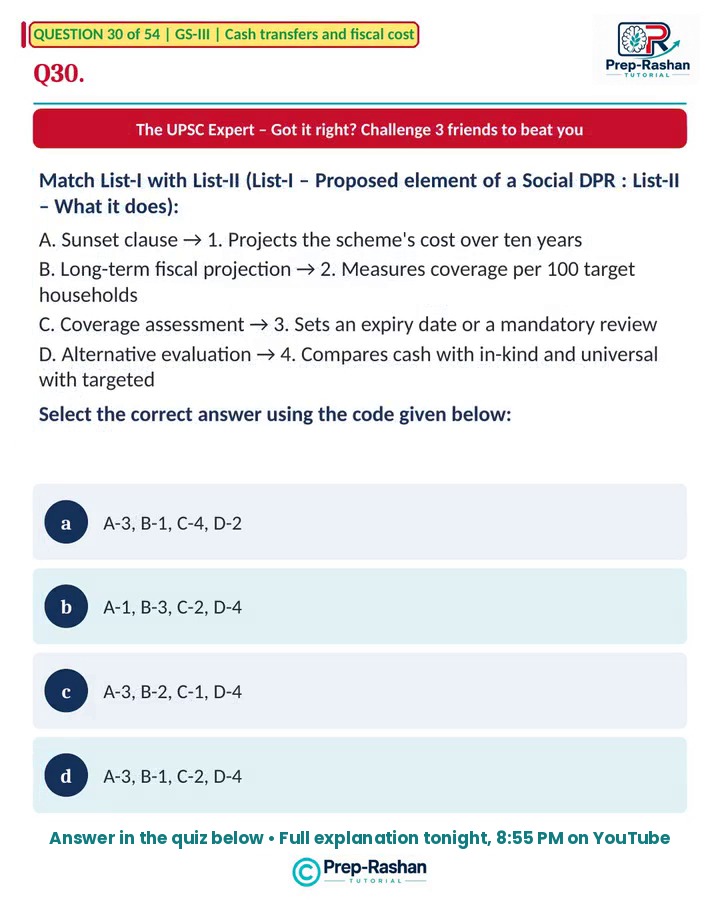 QUESTION 30 of 54 | GS-III | Cash transfers and fiscal cost
Prep-Rashan
TUTORIAL
Q30.
The UPSC Expert – Got it right? Challenge 3 friends to beat you
Match List-I with List-II (List-I – Proposed element of a Social DPR : List-II
– What it does):
A. Sunset clause → 1. Projects the scheme's cost over ten years
B. Long-term fiscal projection → 2. Measures coverage per 100 target
households
C. Coverage assessment → 3. Sets an expiry date or a mandatory review
D. Alternative evaluation → 4. Compares cash with in-kind and universal
with targeted
Select the correct answer using the code given below:
a A-3, B-1, C-4, D-2
b A-1, B-3, C-2, D-4
c A-3, B-2, C-1, D-4
d A-3, B-1, C-2, D-4
Answer in the quiz below • Full explanation tonight, 8:55 PM on YouTube
© Prep-Rashan
TUTORIAL